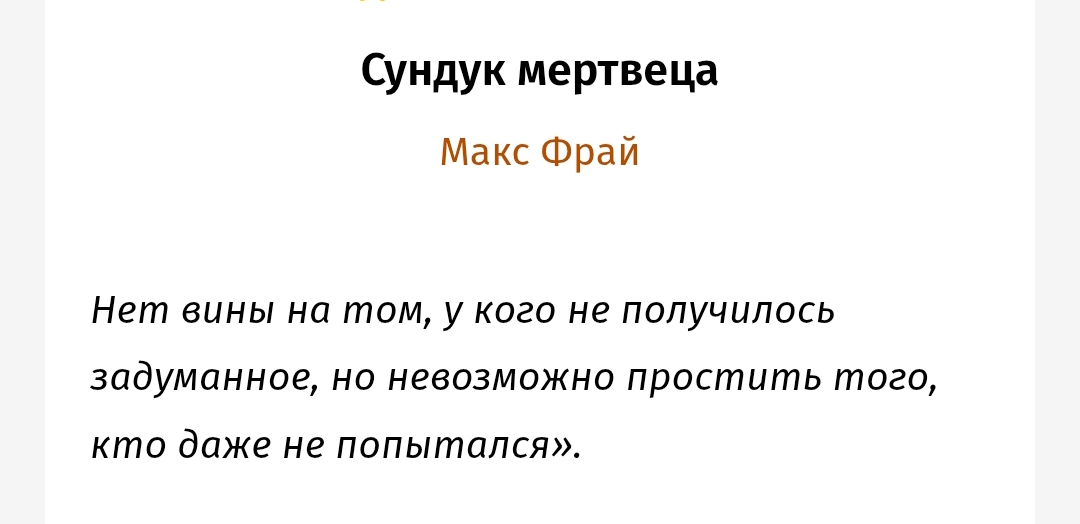 Сундук мертвеца
Макс Фрай
Нет вины на том, у кого не получилось
задуманное, но невозможно простить того,
кто даже не попытался».